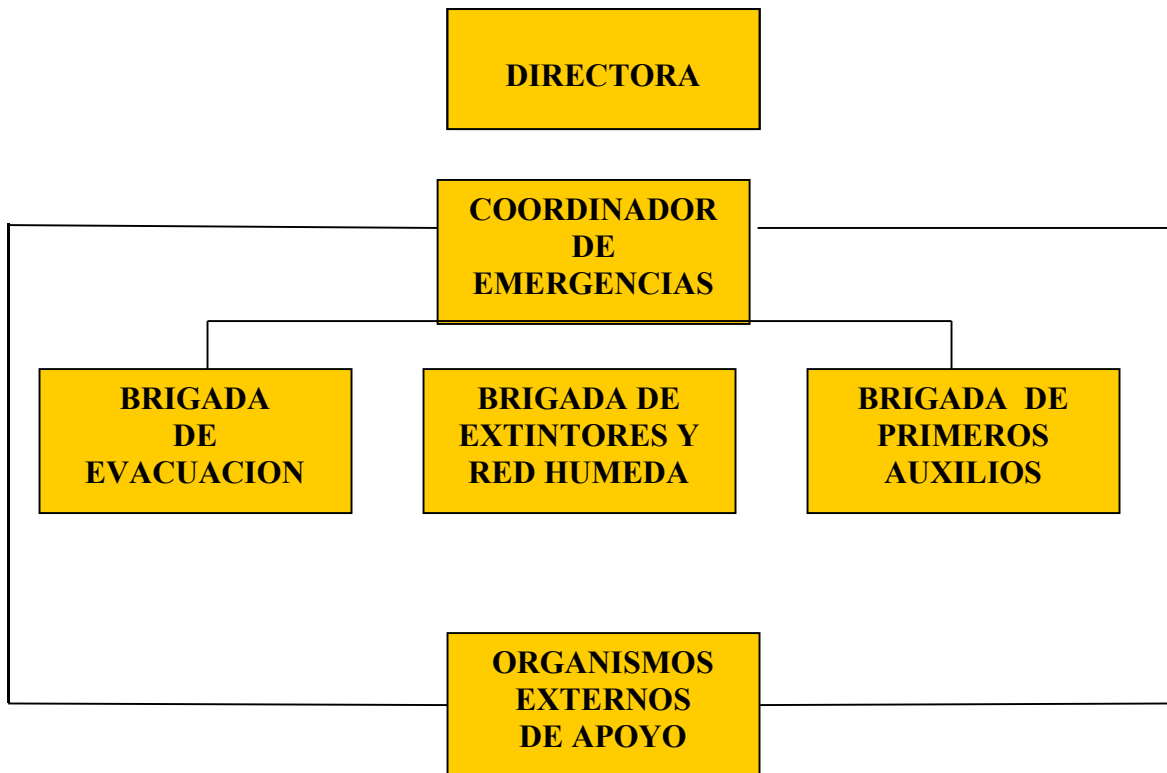 DIRECTORA
COORDINADOR
DE
EMERGENCIAS
BRIGADA
DE
EVACUACION
BRIGADA DE
EXTINTORES Y
RED HUMEDA
BRIGADA DE
PRIMEROS
AUXILIOS
ORGANISMOS
EXTERNOS
DE APOYO